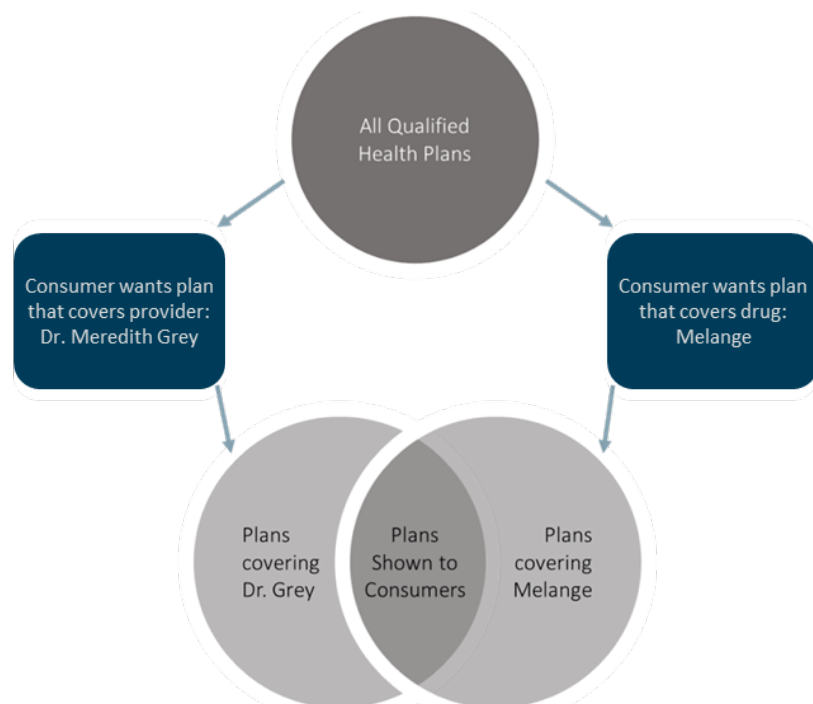 All Qualified
Health Plans
Consumer wants plan
that covers provider:
Dr. Meredith Grey
Consumer wants plan
that covers drug:
Melange
Plans
covering
Dr. Grey
Plans
Shown to
Consumers
Plans
covering
Melange